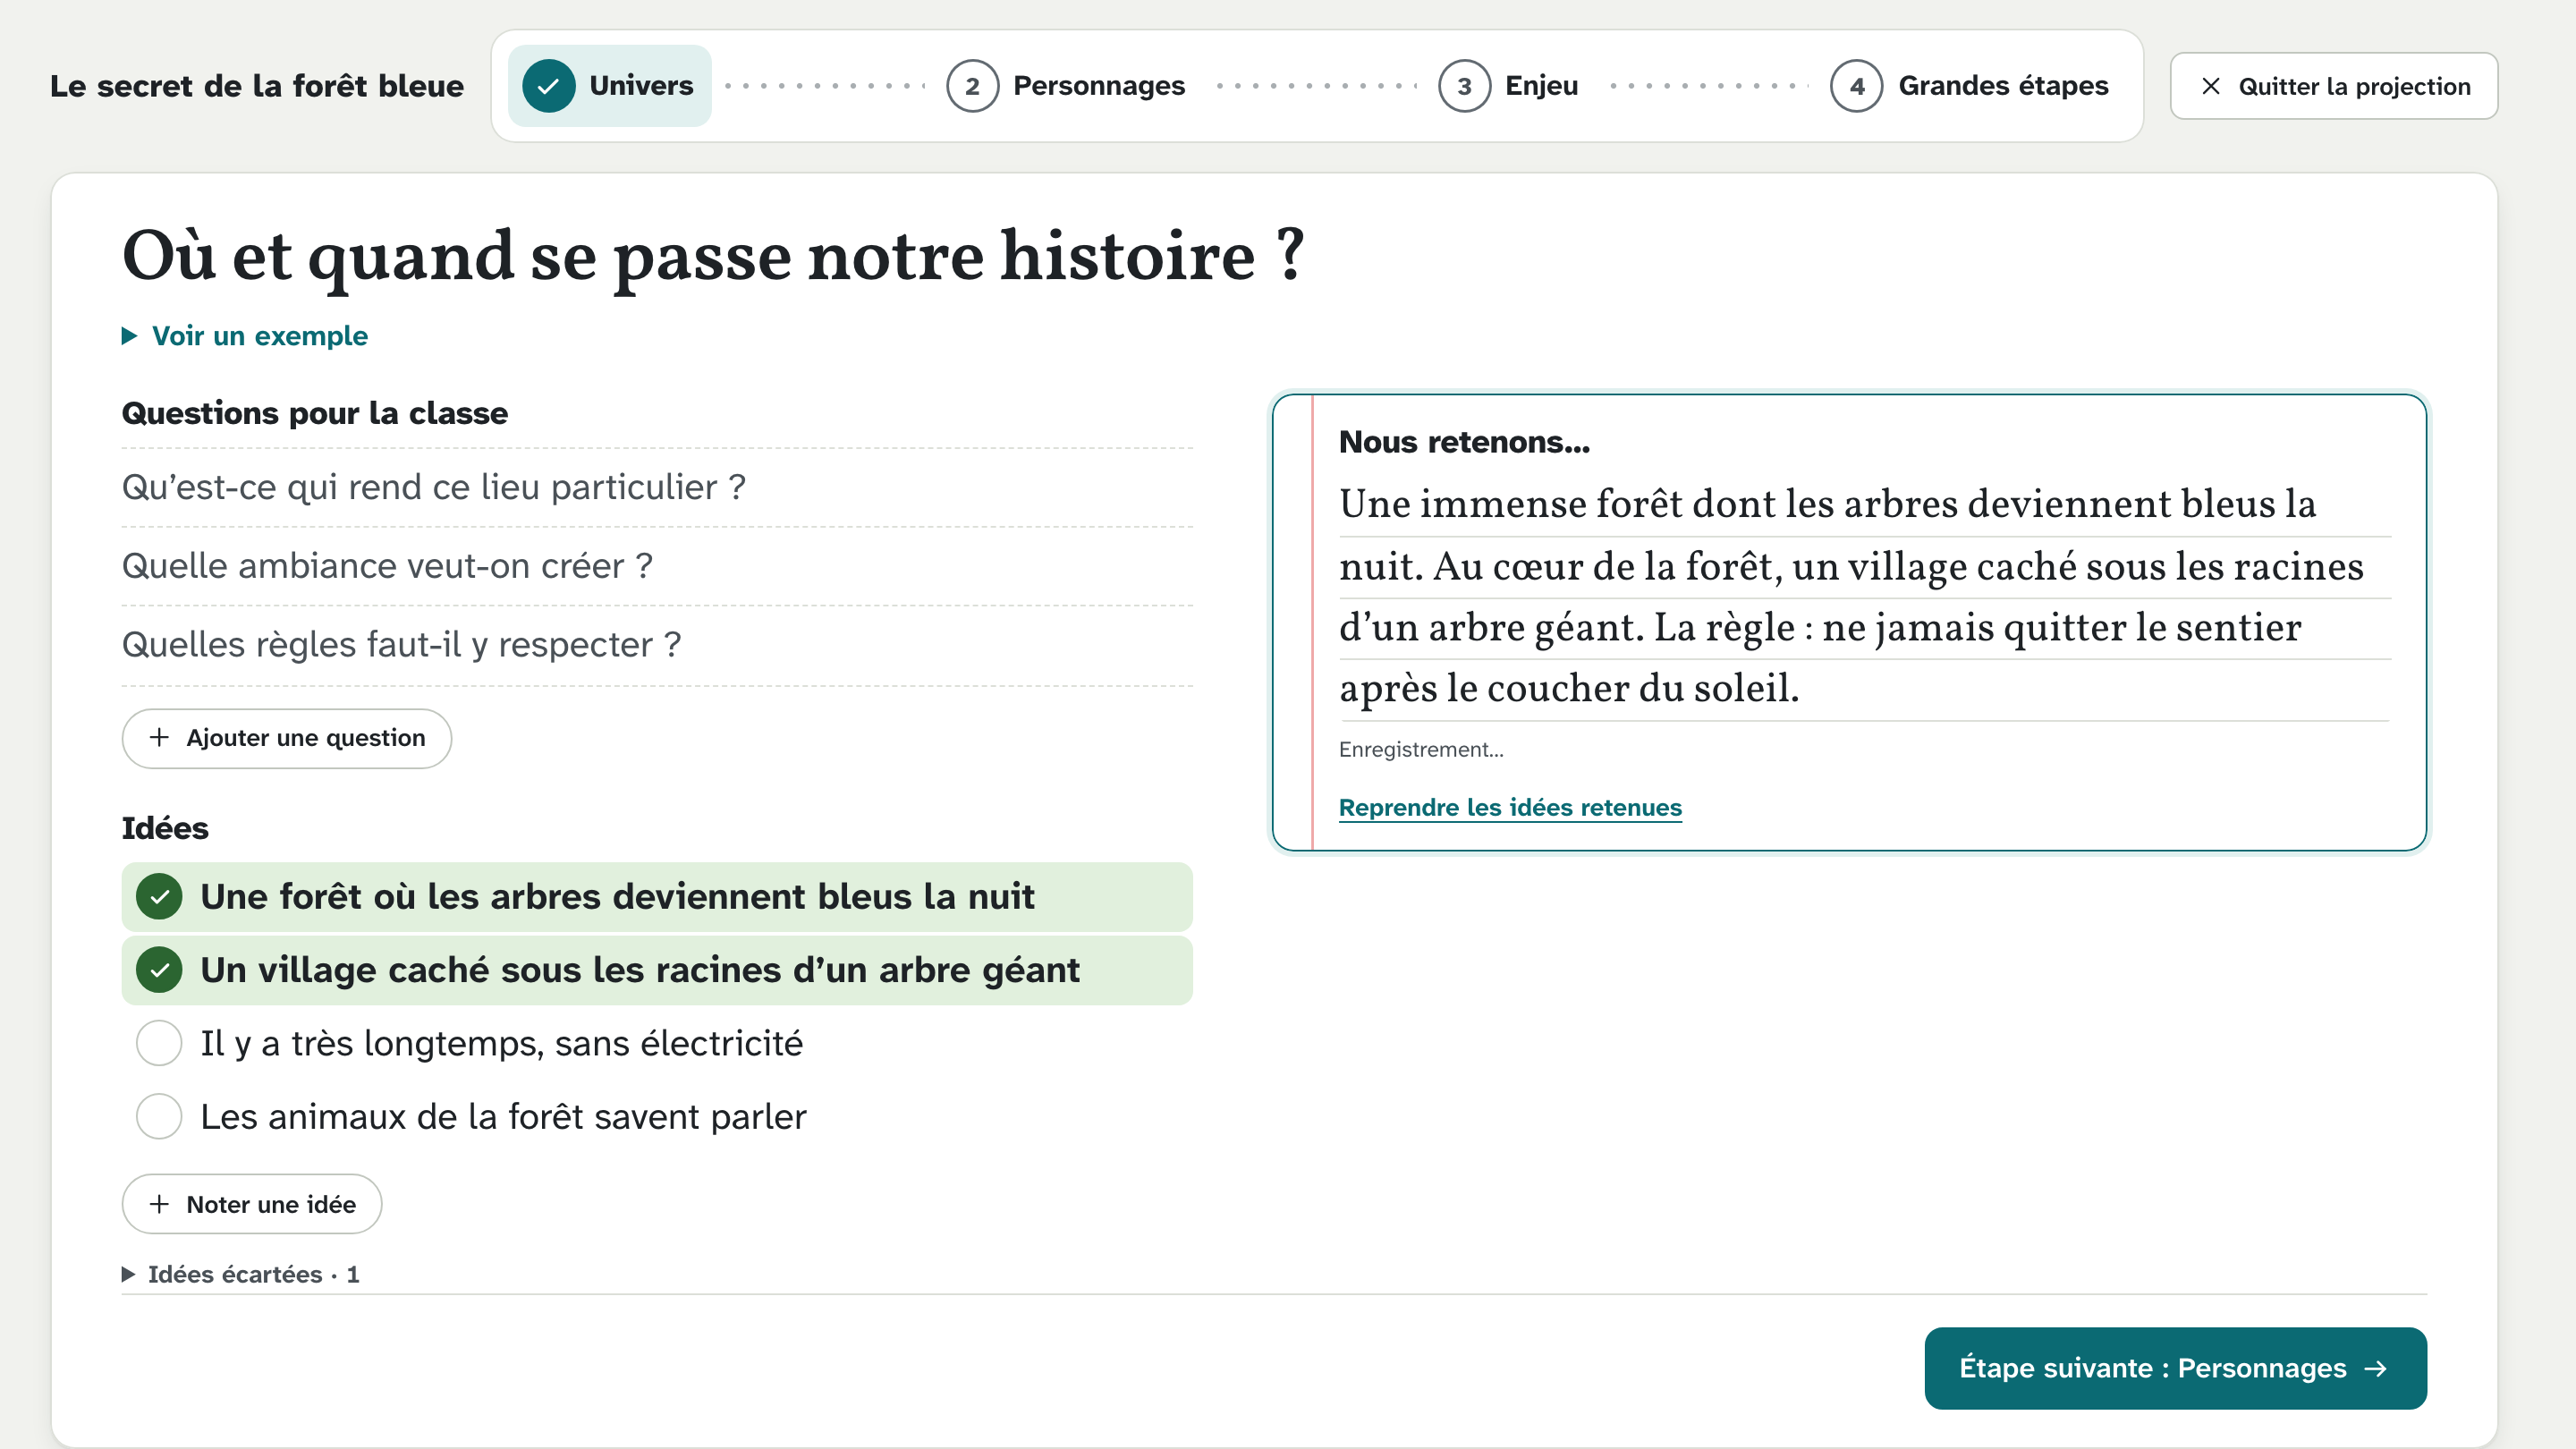 Le secret de la forêt bleue
Univers
2 Personnages
3 Enjeu
4 Grandes étapes
Quitter la projection
Où et quand se passe notre histoire ?
Voir un exemple
Questions pour la classe
Qu’est-ce qui rend ce lieu particulier ?
Quelle ambiance veut-on créer ?
Quelles règles faut-il y respecter ?
Ajouter une question
Idées
Une forêt où les arbres deviennent bleus la nuit
Un village caché sous les racines d’un arbre géant
Il y a très longtemps, sans électricité
Les animaux de la forêt savent parler
Noter une idée
Idées écartées · 1
Nous retenons…
Une immense forêt dont les arbres deviennent bleus la
nuit. Au cœur de la forêt, un village caché sous les racines
d’un arbre géant. La règle : ne jamais quitter le sentier
après le coucher du soleil.
Enregistrement…
Reprendre les idées retenues
Étape suivante : Personnages →